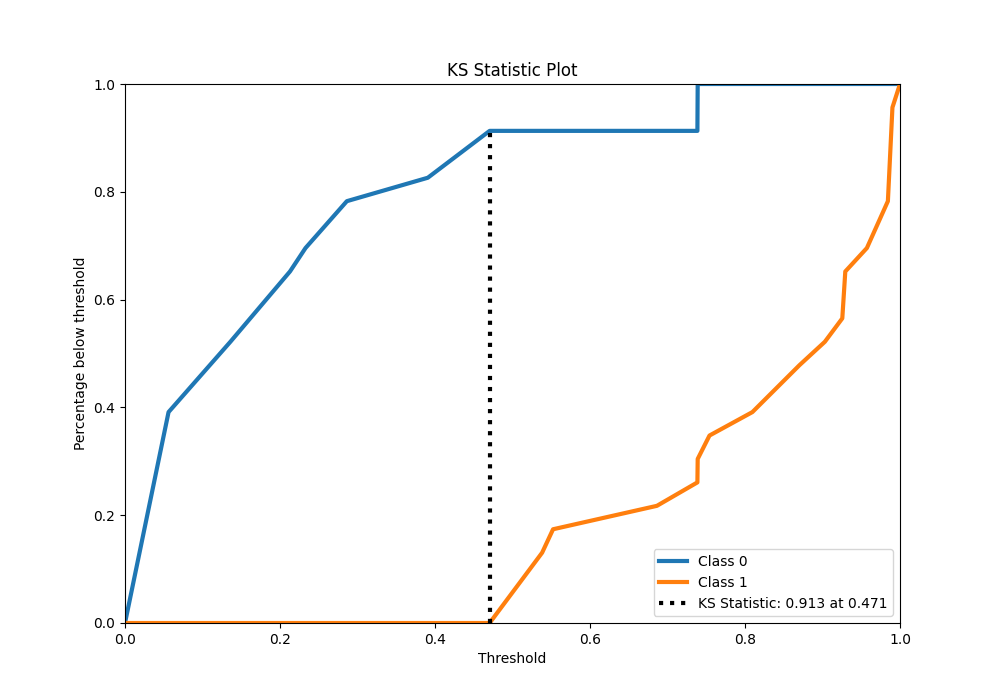 KS Statistic Plot
1.0
0.8
0.6
0.4
0.2
0.0
Percentage below threshold
0.0 0.2 0.4 0.6 0.8 1.0
Threshold
Class 0
Class 1
KS Statistic: 0.913 at 0.471